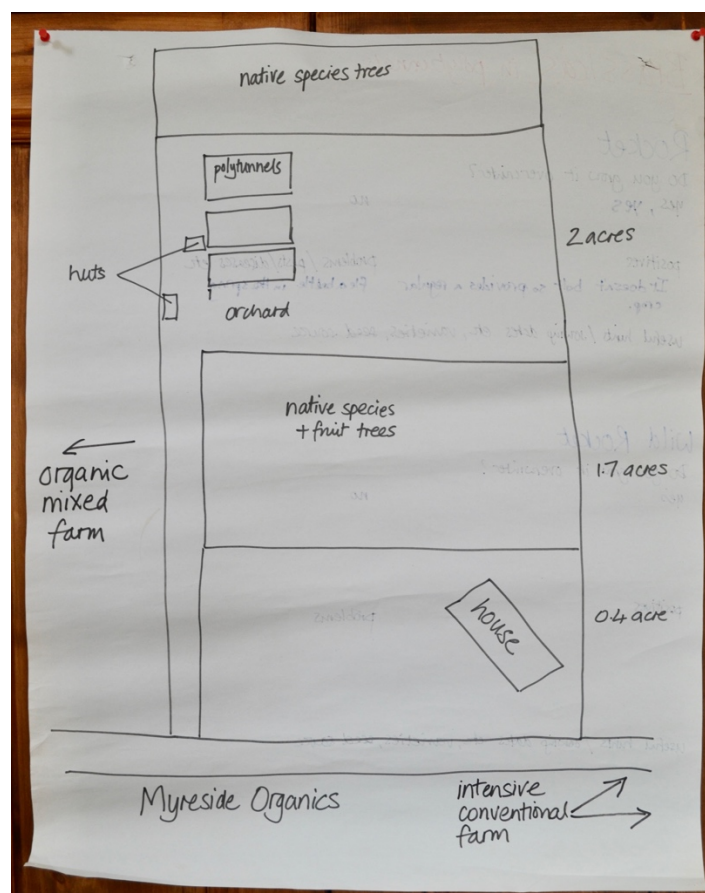 native species trees
polytunnels
2 acres
huts
orchard
native species
+ fruit trees
organic
mixed
farm
1.7 acres
house
0.4 acre
Myreside Organics
intensive
conventional
farm